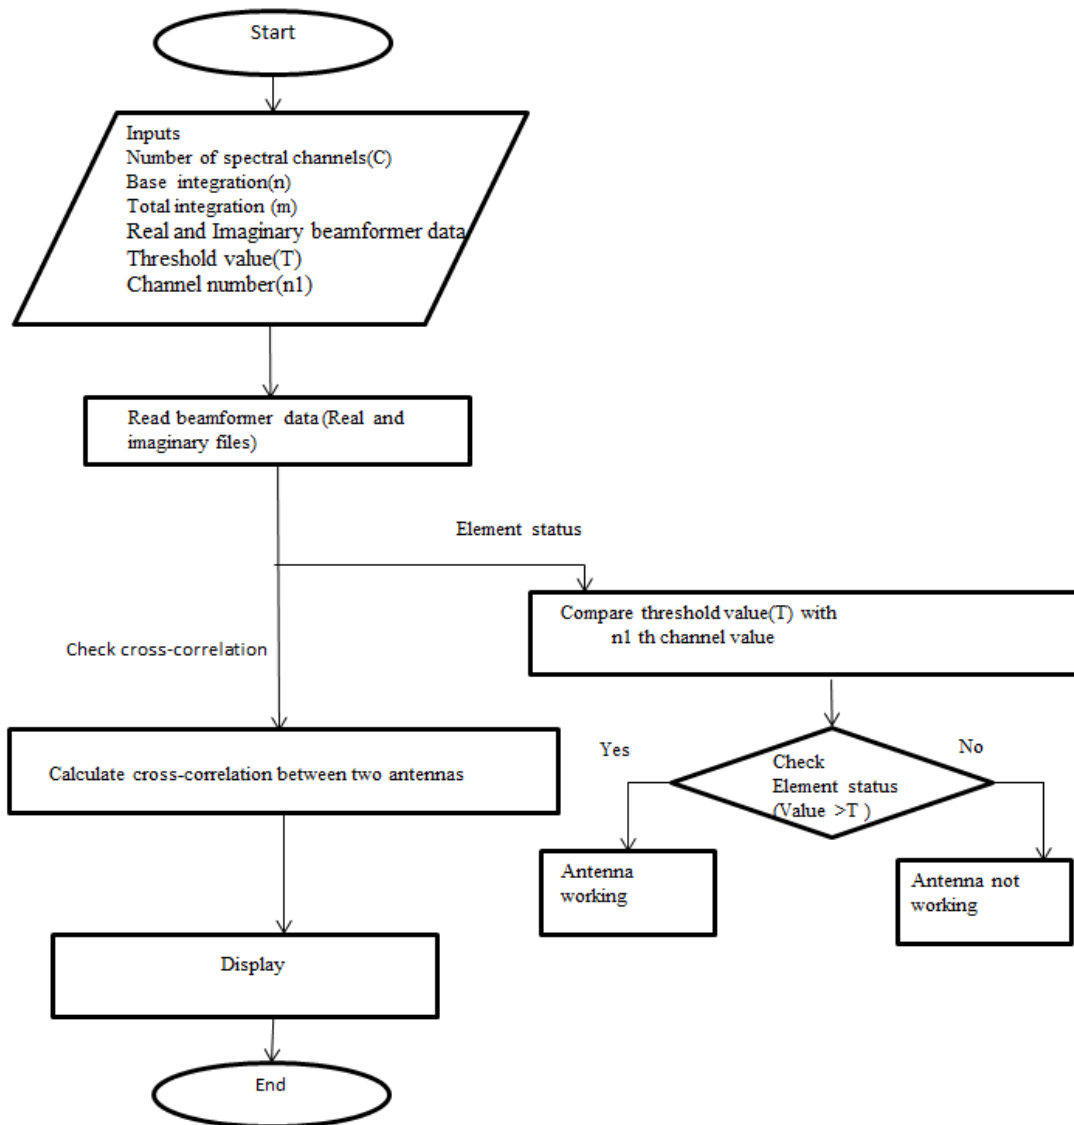 Start
Inputs
Number of spectral channels(C)
Base integration(n)
Total integration (m)
Real and Imaginary beamformer data
Threshold value(T)
Channel number(n1)
Read beamformer data (Real and
imaginary files)
Element status
Compare threshold value(T) with
n1 th channel value
Check cross-correlation
Yes
No
Check
Element status
(Value >T )
Calculate cross-correlation between two antennas
Antenna
working
Antenna not
working
Display
End